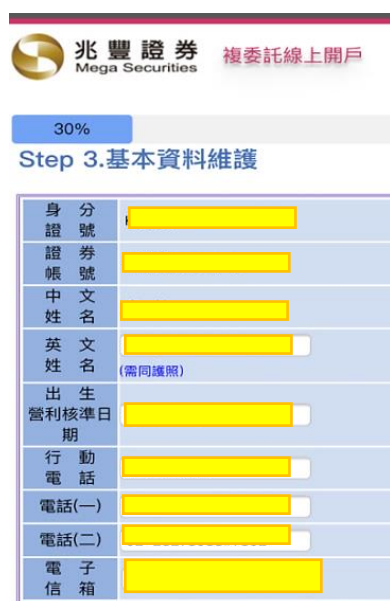 兆豐證券
Mega Securities
複委託線上開戶
30%
Step 3.基本資料維護
身 分
證 號
證 券
帳 號
中 文
姓 名
英 文
姓 名
(需同護照)
出 生
營利核準日
期
行 動
電 話
電話(一)
電話(二)
電 子
信 箱